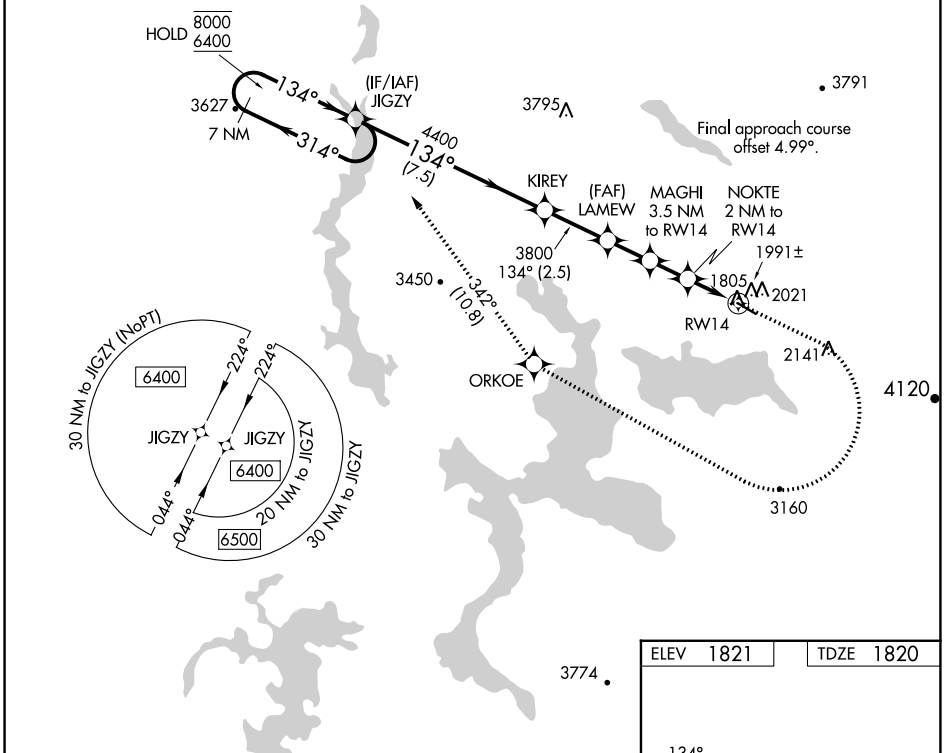 HOLD 8000
6400
134°
(IF/IAF)
JIGZY
3627
7 NM
314°
4400
134°
(7.5)
3795
3791
Final approach course
offset 4.99°.
KIREY
(FAF)
LAMEW
MAGHI
3.5 NM
to RW14
NOKTE
2 NM to
RW14
3800
134° (2.5)
1991±
1805
2021
RW14
3450
342°
(10.8)
2141
ORKOE
4120
3160
30 NM to JIGZY (NoPT)
6400
224°
224°
JIGZY
JIGZY
6400
044°
044°
20 NM to JIGZY
30 NM to JIGZY
6500
3774
ELEV 1821
TDZE 1820
134°